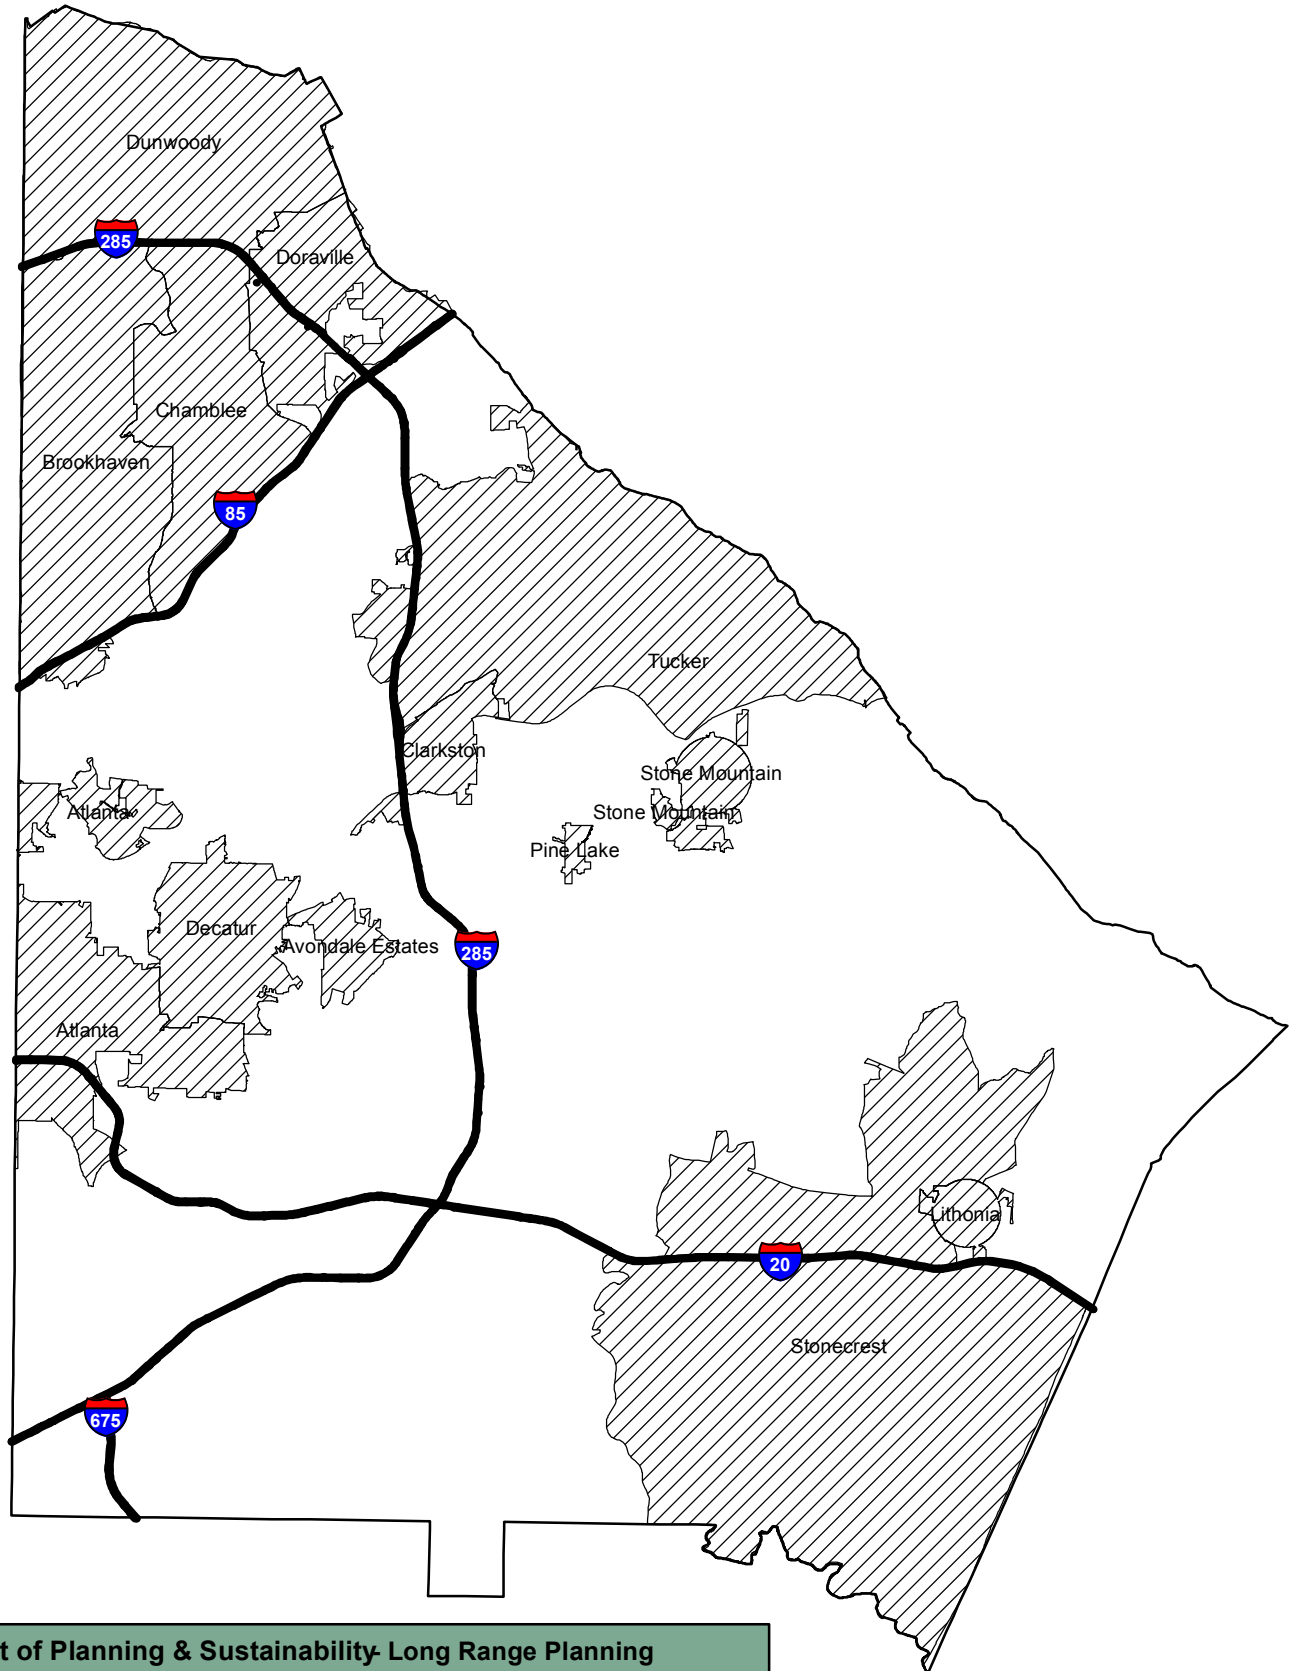 Dunwoody
285
Doraville
Chamblee
Brookhaven
85
Tucker
Clarkston
Stone Mountain
Atlanta
Stone Mountain
Pine Lake
Decatur
Avondale Estates
285
Atlanta
Lithonia
20
Stonecrest
675
t of Planning & Sustainability- Long Range Planning